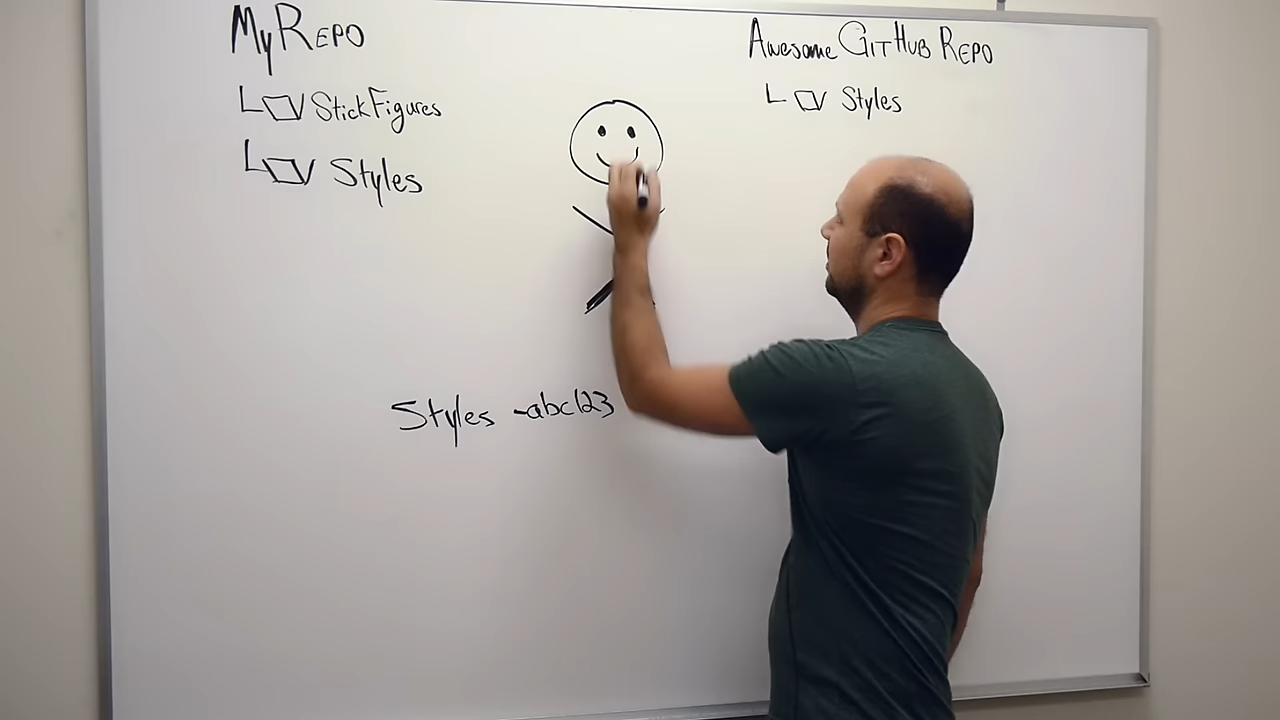 MyRepo
StickFigures
Styles
Awesome GitHub Repo
Styles
Styles -abc123